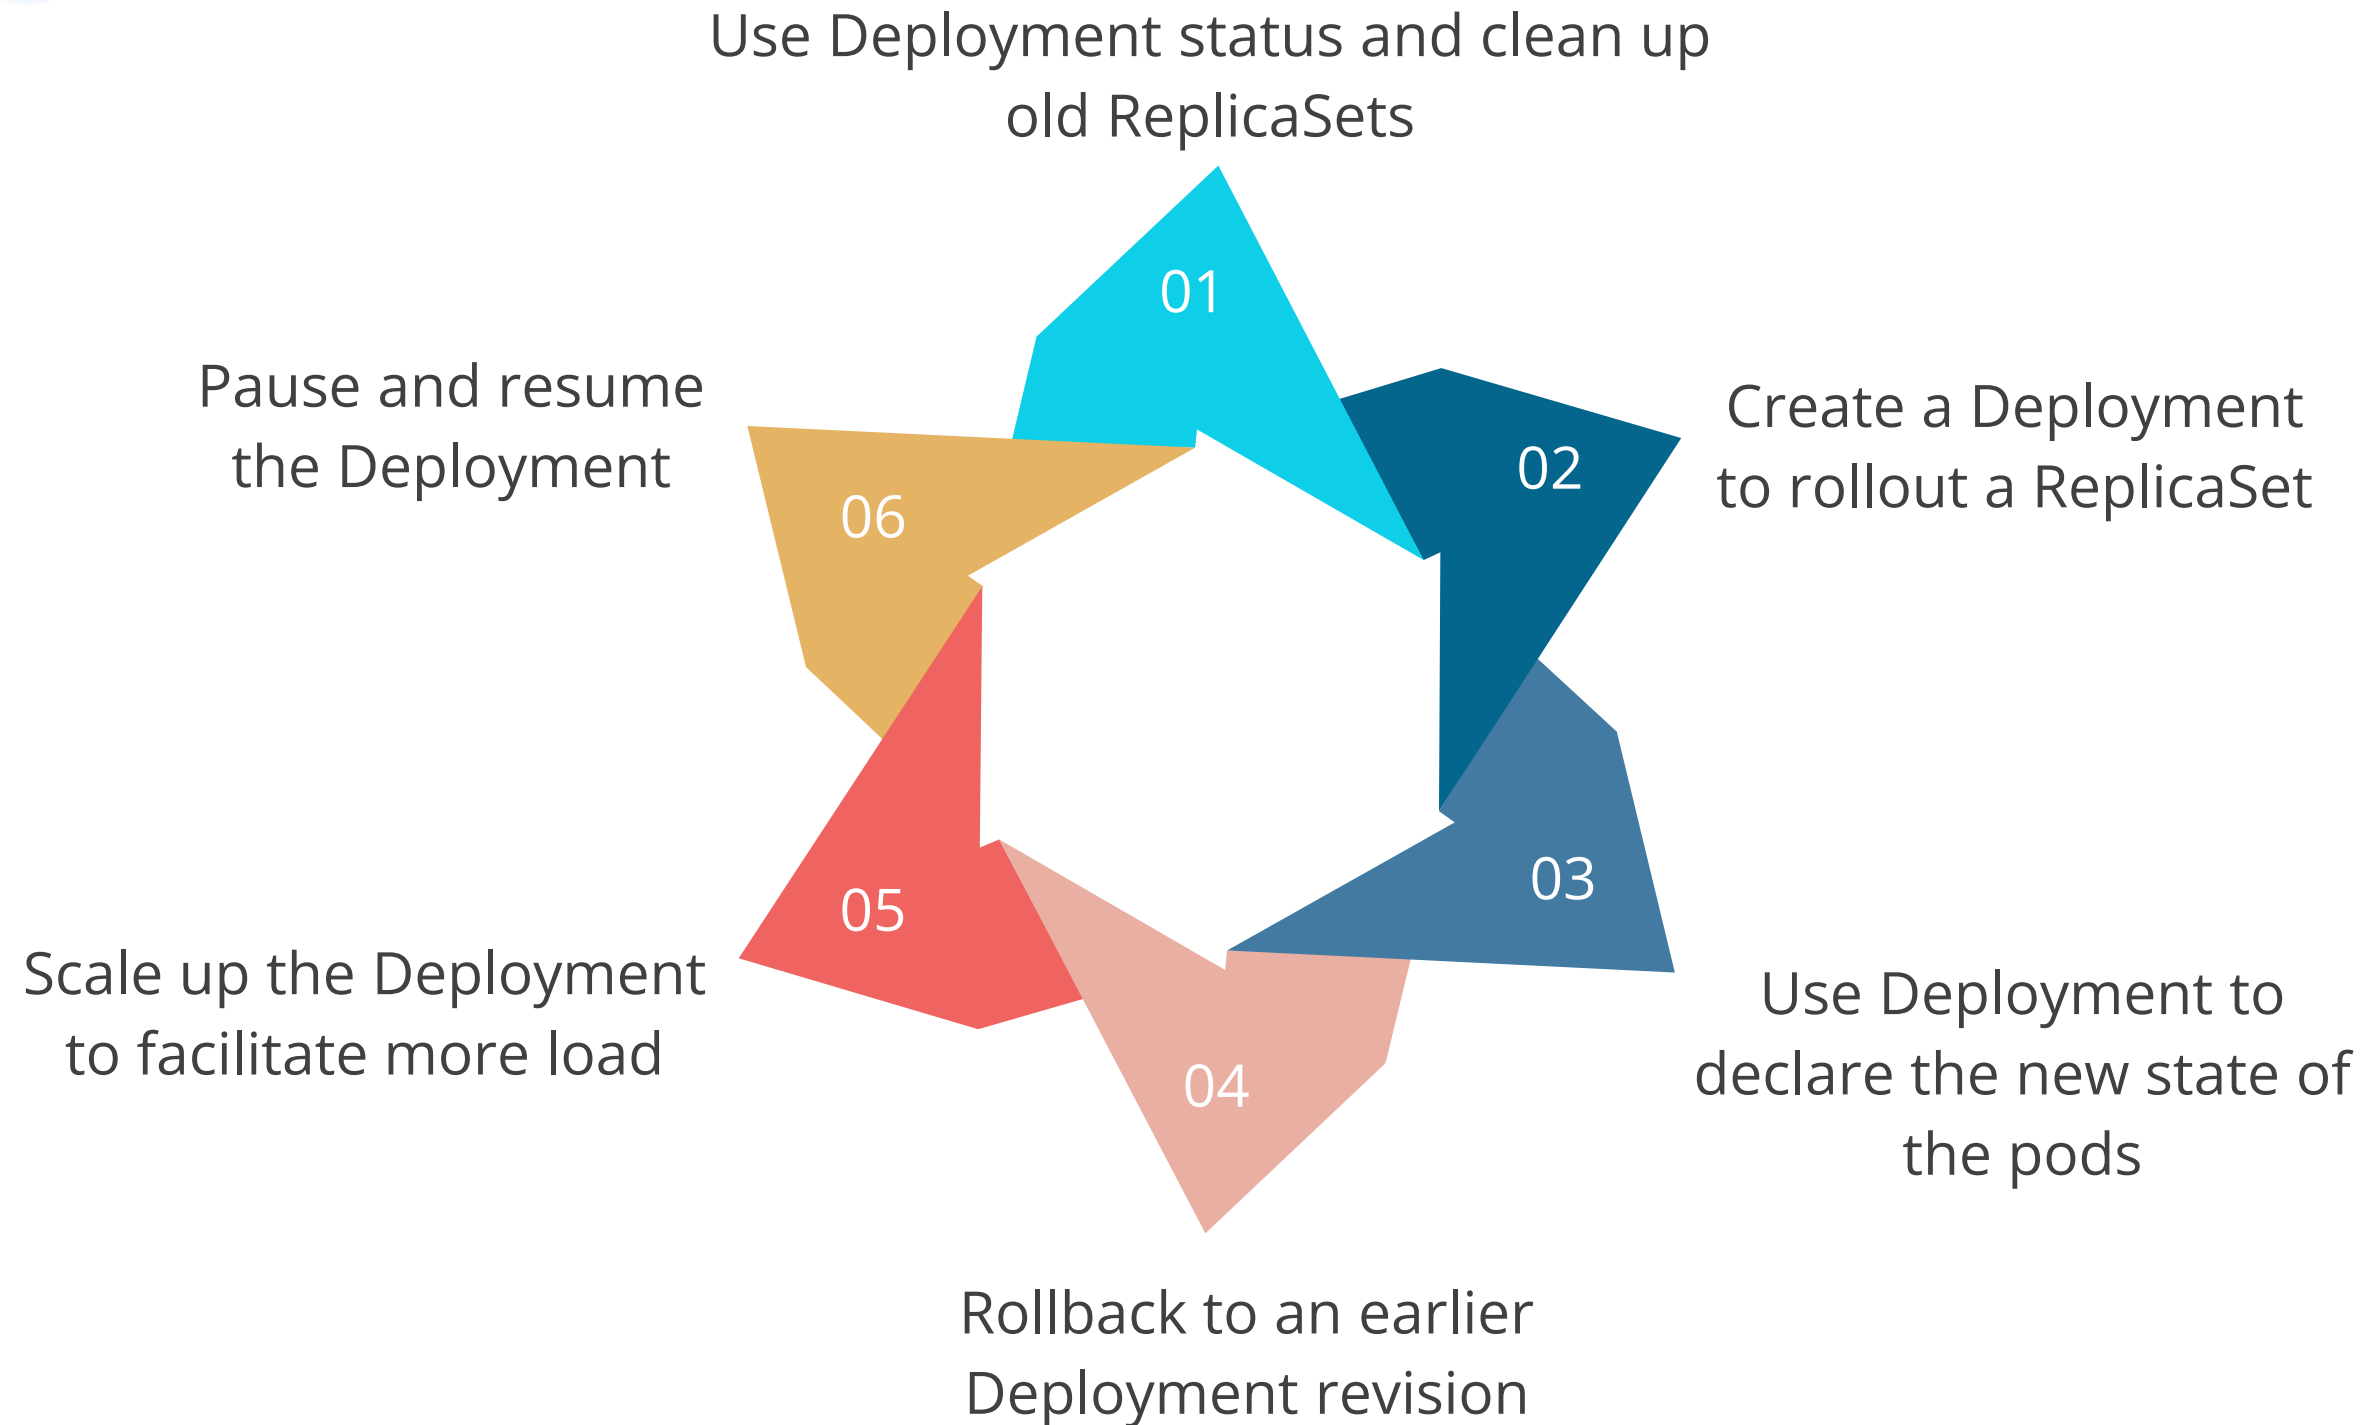 Use Deployment status and clean up
old ReplicaSets
01
Create a Deployment
to rollout a ReplicaSet
02
Use Deployment to
declare the new state of
the pods
03
Rollback to an earlier
Deployment revision
04
Scale up the Deployment
to facilitate more load
05
Pause and resume
the Deployment
06